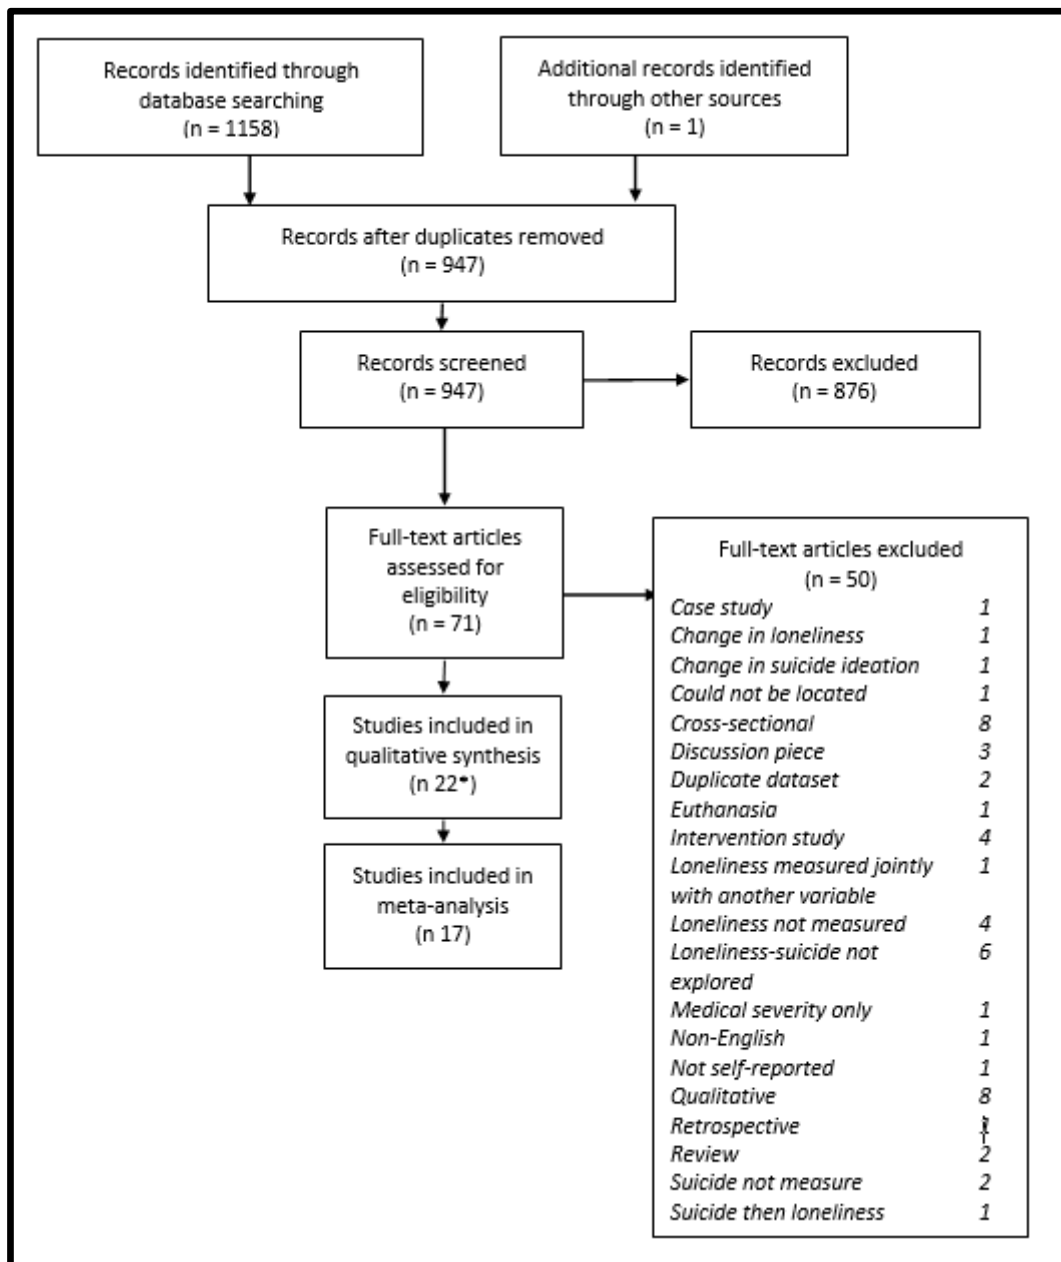 Records identified through
database searching
(n = 1158)
Additional records identified
through other sources
(n = 1)
Records after duplicates removed
(n = 947)
Records screened
(n = 947)
Records excluded
(n = 876)
Full-text articles
assessed for
eligibility
(n = 71)
Full-text articles excluded
(n = 50)
Case study 1
Change in loneliness 1
Change in suicide ideation 1
Could not be located 1
Cross-sectional 8
Discussion piece 3
Duplicate dataset 2
Euthanasia 1
Intervention study 4
Loneliness measured jointly 1
with another variable
Loneliness not measured 4
Loneliness-suicide not 6
explored
Medical severity only 1
Non-English 1
Not self-reported 1
Qualitative 8
Retrospective 1
Review 2
Suicide not measure 2
Suicide then loneliness 1
Studies included in
qualitative synthesis
(n 22*)
Studies included in
meta-analysis
(n 17)